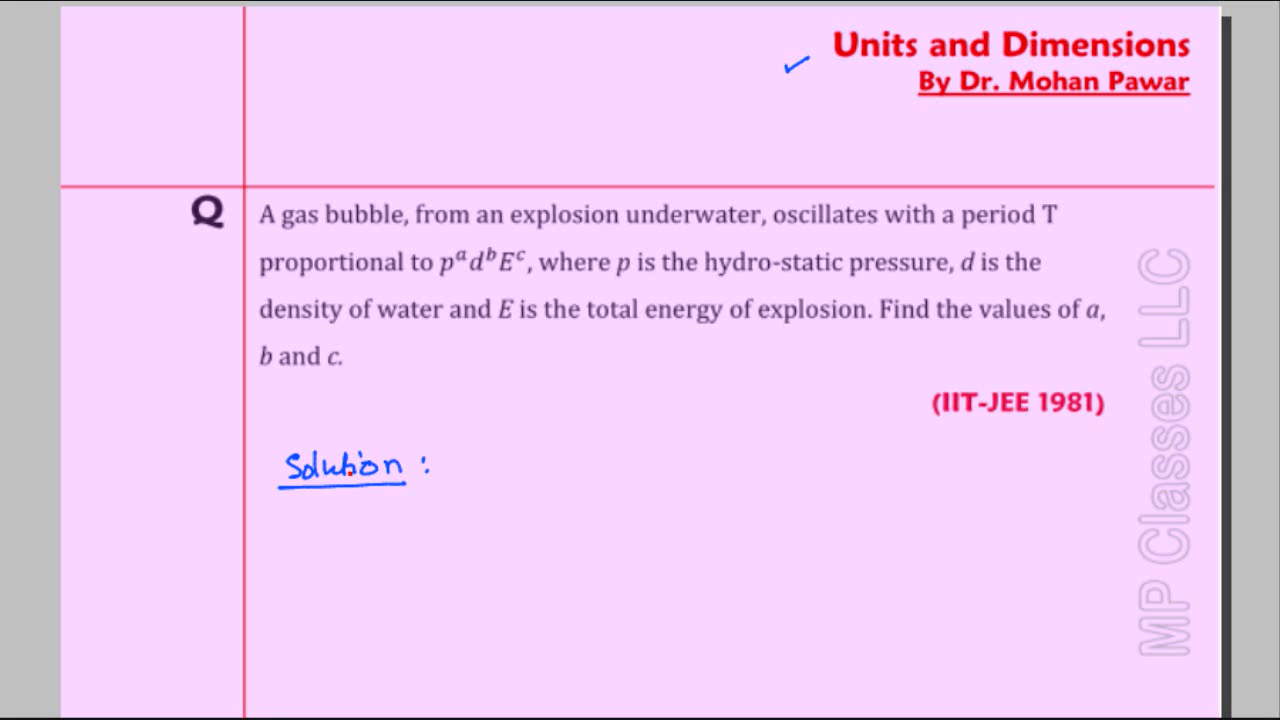 Units and Dimensions
By Dr. Mohan Pawar
Q
A gas bubble, from an explosion underwater, oscillates with a period T
proportional to pᵃdᵇEᶜ, where p is the hydro-static pressure, d is the
density of water and E is the total energy of explosion. Find the values of a,
b and c.
(IIT-JEE 1981)
Solution :
MP Classes LLC